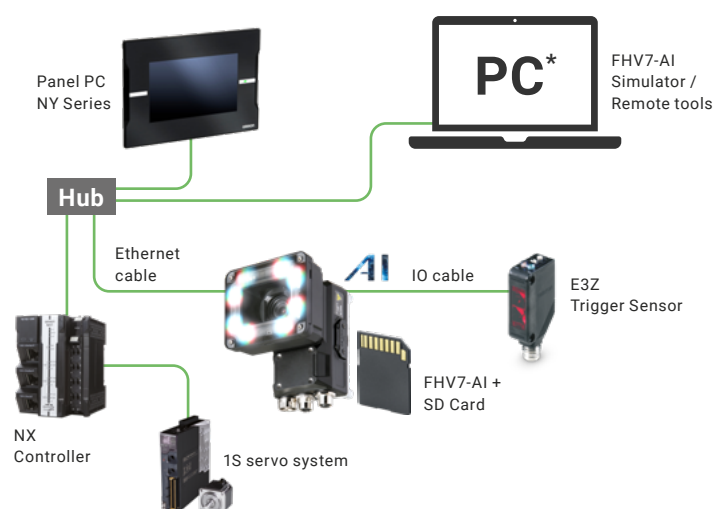 Panel PC
NY Series
PC*
FHV7-AI
Simulator /
Remote tools
Hub
Ethernet
cable
AI
IO cable
E3Z
Trigger Sensor
FHV7-AI +
SD Card
NX
Controller
1S servo system